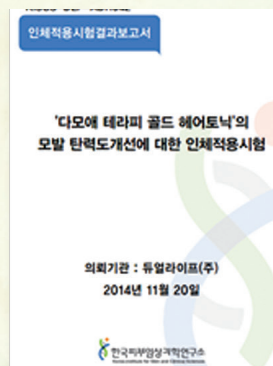 인체적용시험결과보고서
'다모애 테라피 골드 헤어토닉'의
모발 탄력도개선에 대한 인체적용시험
의뢰기관 : 듀얼라이프(주)
2014년 11월 20일
한국피부임상과학연구소